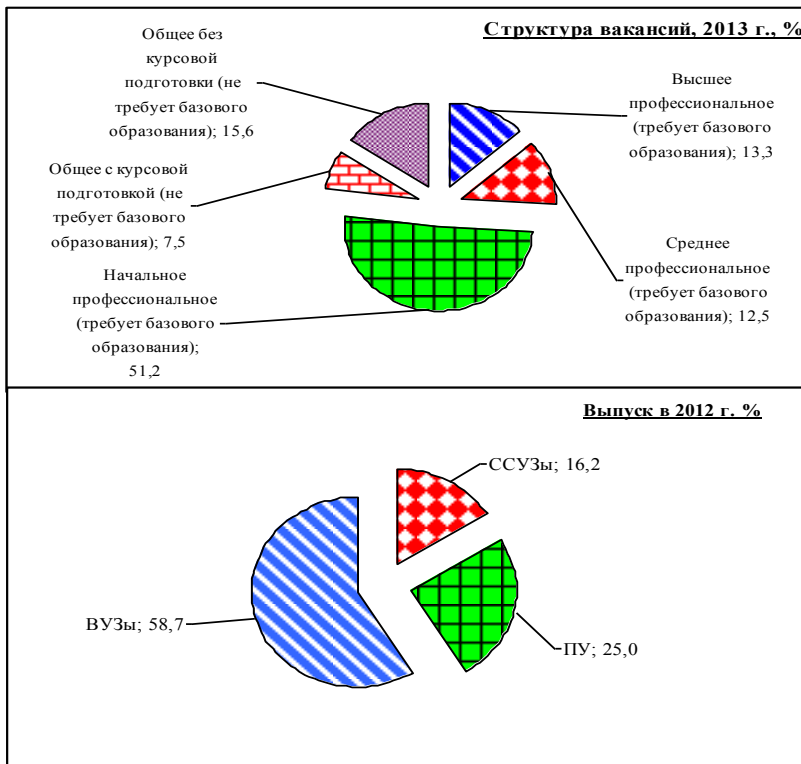 Структура вакансий, 2013 г., %
Общее без
курсовой
подготовки (не
требует базового
образования); 15,6
Высшее
профессиональное
(требует базового
образования); 13,3
Общее с курсовой
подготовкой (не
требует базового
образования); 7,5
Среднее
профессиональное
(требует базового
образования); 12,5
Начальное
профессиональное
(требует базового
образования);
51,2
Выпуск в 2012 г. %
ССУЗы; 16,2
ВУЗы; 58,7
ПУ; 25,0